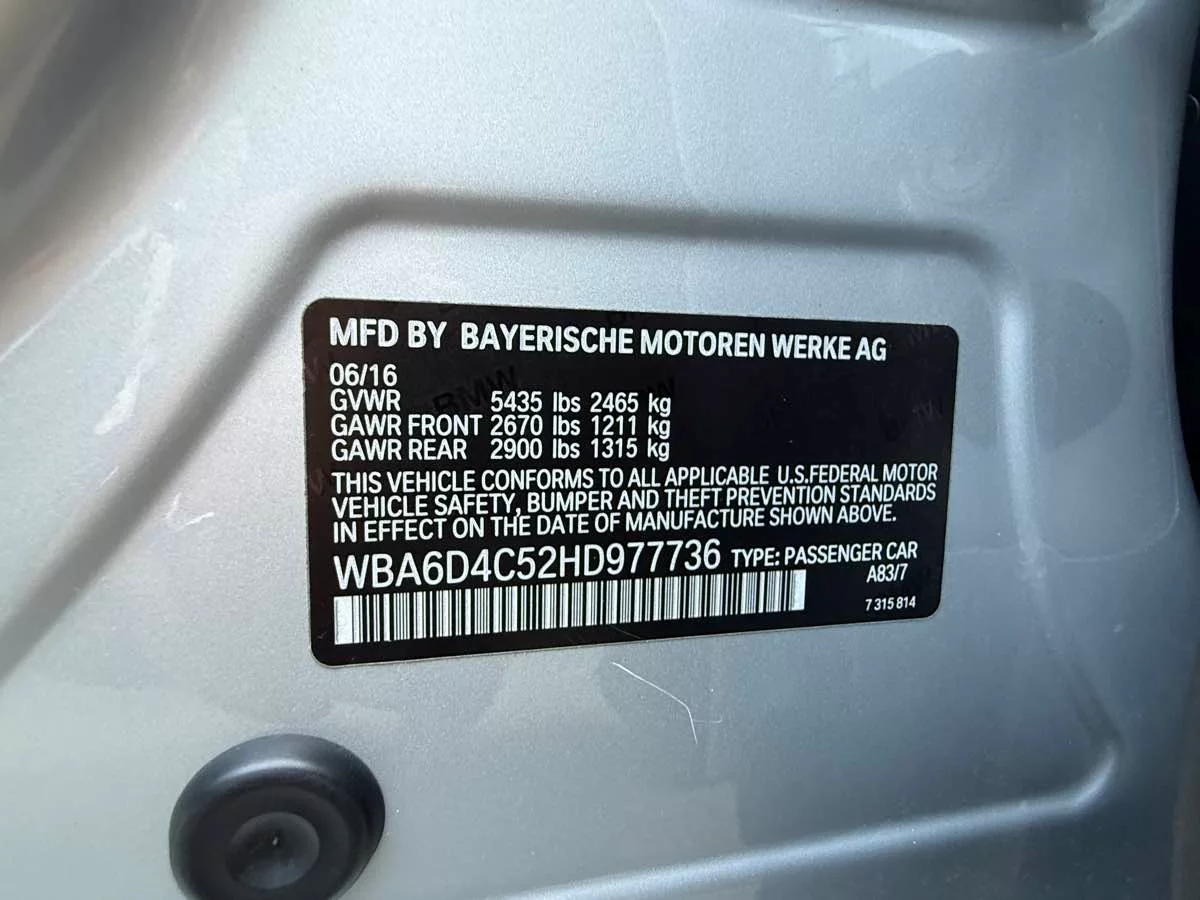 MFD BY BAYERISCHE MOTOREN WERKE AG
06/16
GVWR 5435 lbs 2465 kg
GAWR FRONT 2670 lbs 1211 kg
GAWR REAR 2900 lbs 1315 kg
THIS VEHICLE CONFORMS TO ALL APPLICABLE U.S.FEDERAL MOTOR
VEHICLE SAFETY, BUMPER AND THEFT PREVENTION STANDARDS
IN EFFECT ON THE DATE OF MANUFACTURE SHOWN ABOVE.
WBA6D4C52HD977736 TYPE: PASSENGER CAR
A83/7
7 315 814